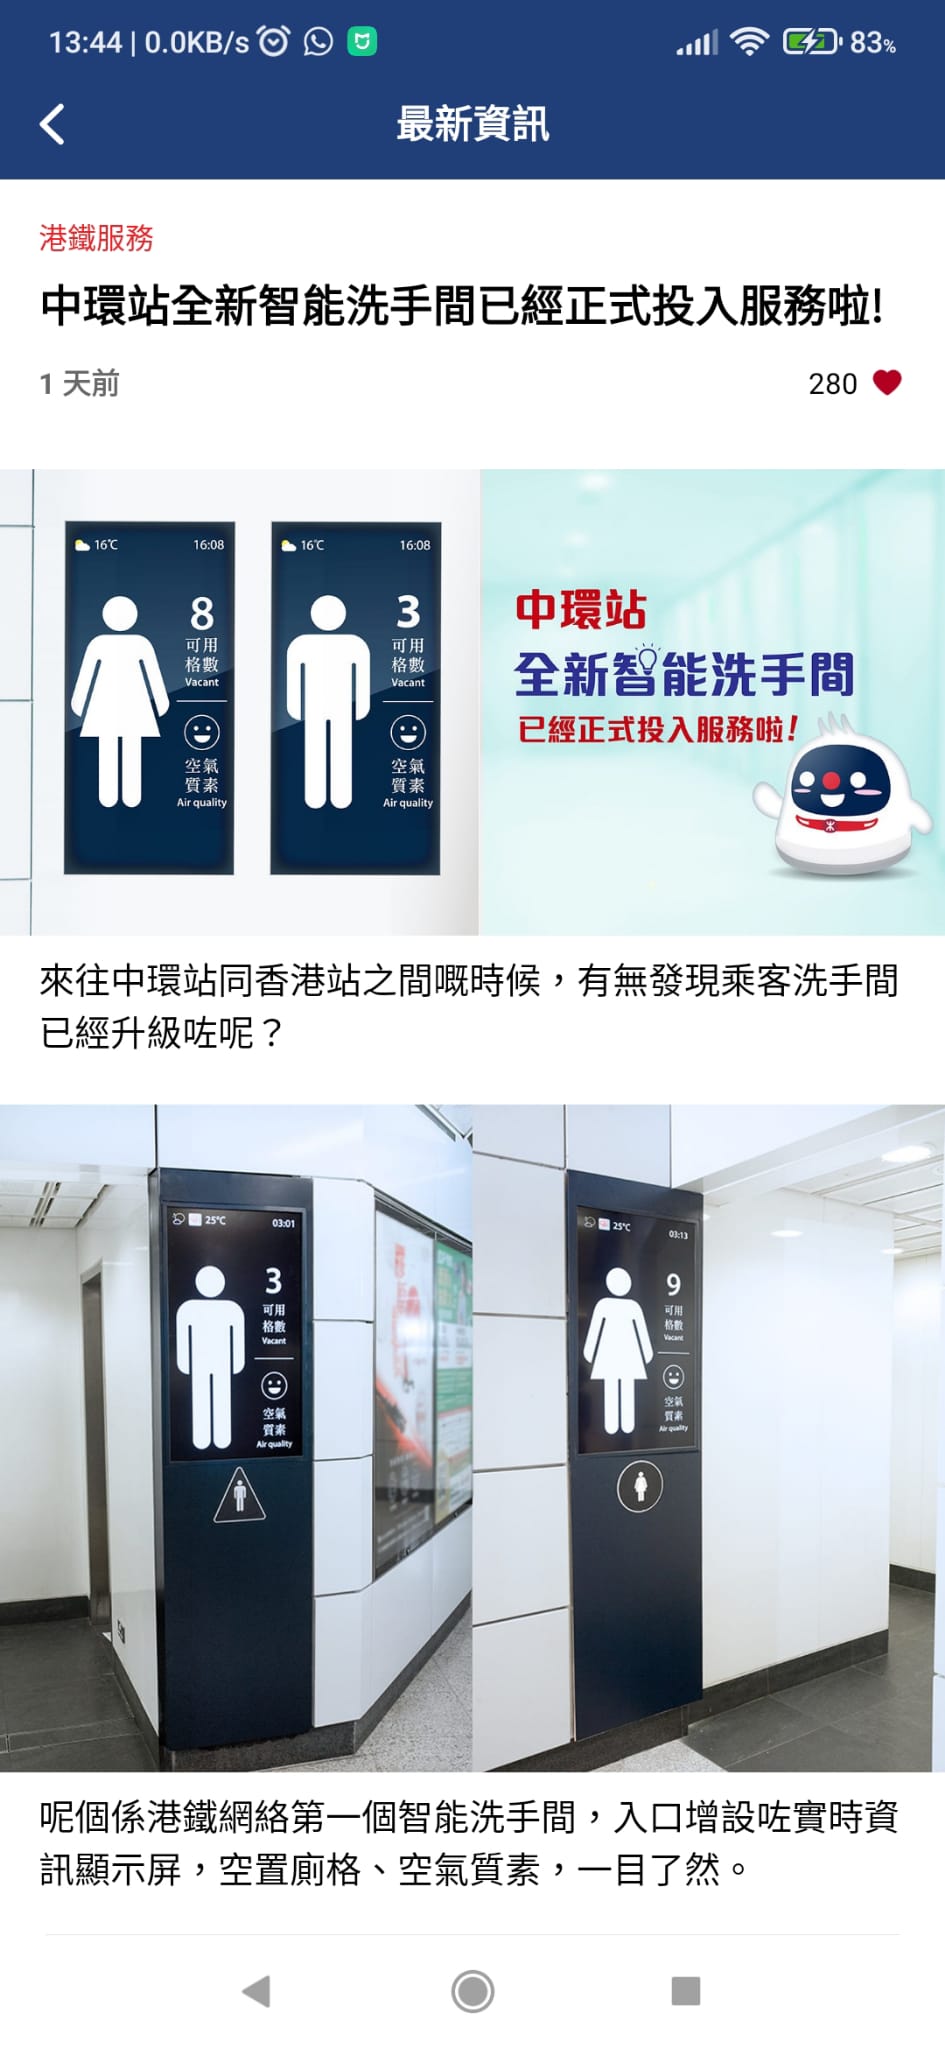 13:44 | 0.0KB/s
83%
最新資訊
港鐵服務
中環站全新智能洗手間已經正式投入服務啦!
1 天前
280
16℃ 16:08
8
可用
格數
Vacant
空氣
質素
Air quality
16℃ 16:08
3
可用
格數
Vacant
空氣
質素
Air quality
中環站
全新智能洗手間
已經正式投入服務啦!
來往中環站同香港站之間嘅時候，有無發現乘客洗手間
已經升級咗呢？
25℃ 03:01
3
可用
格數
Vacant
空氣
質素
Air quality
25℃ 03:13
9
可用
格數
Vacant
空氣
質素
Air quality
呢個係港鐵網絡第一個智能洗手間，入口增設咗實時資
訊顯示屏，空置廁格、空氣質素，一目了然。